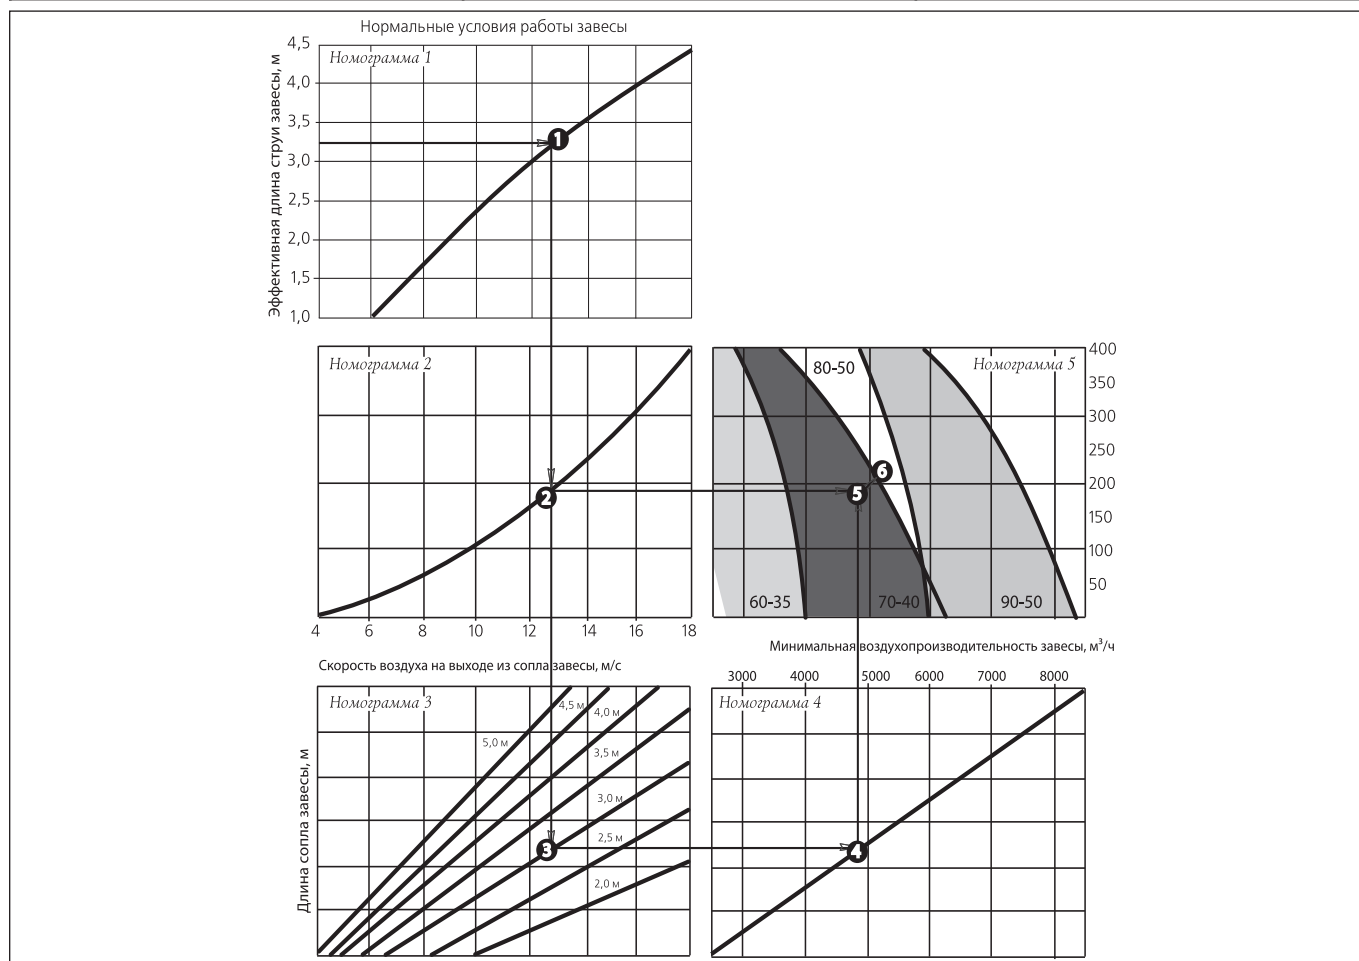 Нормальные условия работы завесы
Номограмма 1
Эффективная длина струи завесы, м
4,5
4,0
3,5
3,0
2,5
2,0
1,5
1,0
1
Номограмма 2
2
4 6 8 10 12 14 16 18
Скорость воздуха на выходе из сопла завесы, м/с
Номограмма 5
80-50
60-35
70-40
90-50
5
6
400
350
300
250
200
150
100
50
Минимальная воздухопроизводительность завесы, м³/ч
3000 4000 5000 6000 7000 8000
Номограмма 3
Длина сопла завесы, м
5,0 м
4,5 м
4,0 м
3,5 м
3,0 м
2,5 м
2,0 м
3
Номограмма 4
4